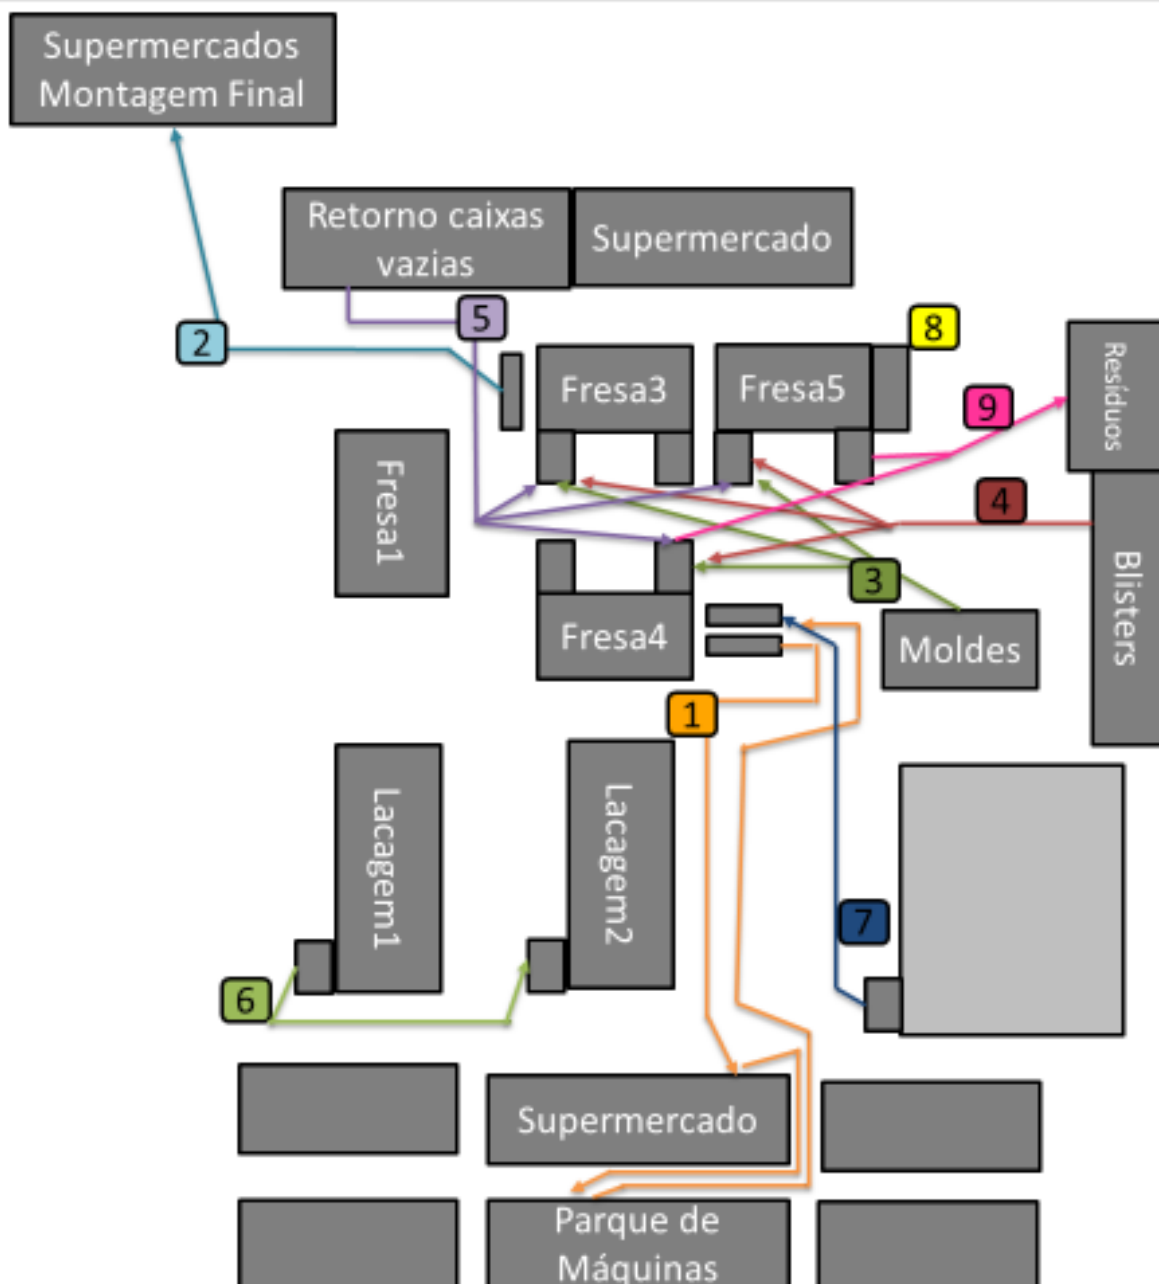 Supermercados
Montagem Final
Retorno caixas
vazias
Supermercado
5
2
8
Fresa3
Fresa5
9
Resíduos
Fresa1
4
3
Blisters
Fresa4
Moldes
1
Lacagem1
Lacagem2
7
6
Supermercado
Parque de
Máquinas